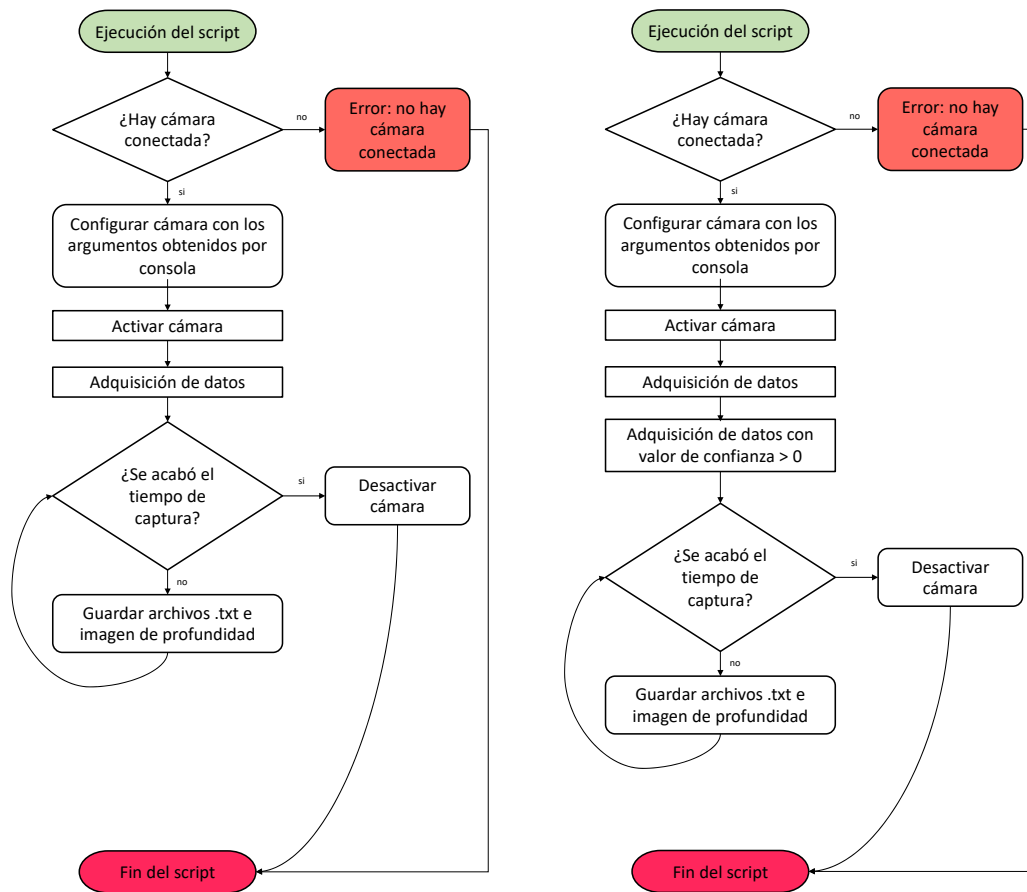 Ejecución del script
¿Hay cámara
conectada?
no
Error: no hay
cámara
conectada
si
Configurar cámara con los
argumentos obtenidos por
consola
Activar cámara
Adquisición de datos
¿Se acabó el
tiempo de
captura?
si
Desactivar
cámara
no
Guardar archivos .txt e
imagen de profundidad
Fin del script
Ejecución del script
¿Hay cámara
conectada?
no
Error: no hay
cámara
conectada
si
Configurar cámara con los
argumentos obtenidos por
consola
Activar cámara
Adquisición de datos
Adquisición de datos con
valor de confianza > 0
¿Se acabó el
tiempo de
captura?
si
Desactivar
cámara
no
Guardar archivos .txt e
imagen de profundidad
Fin del script